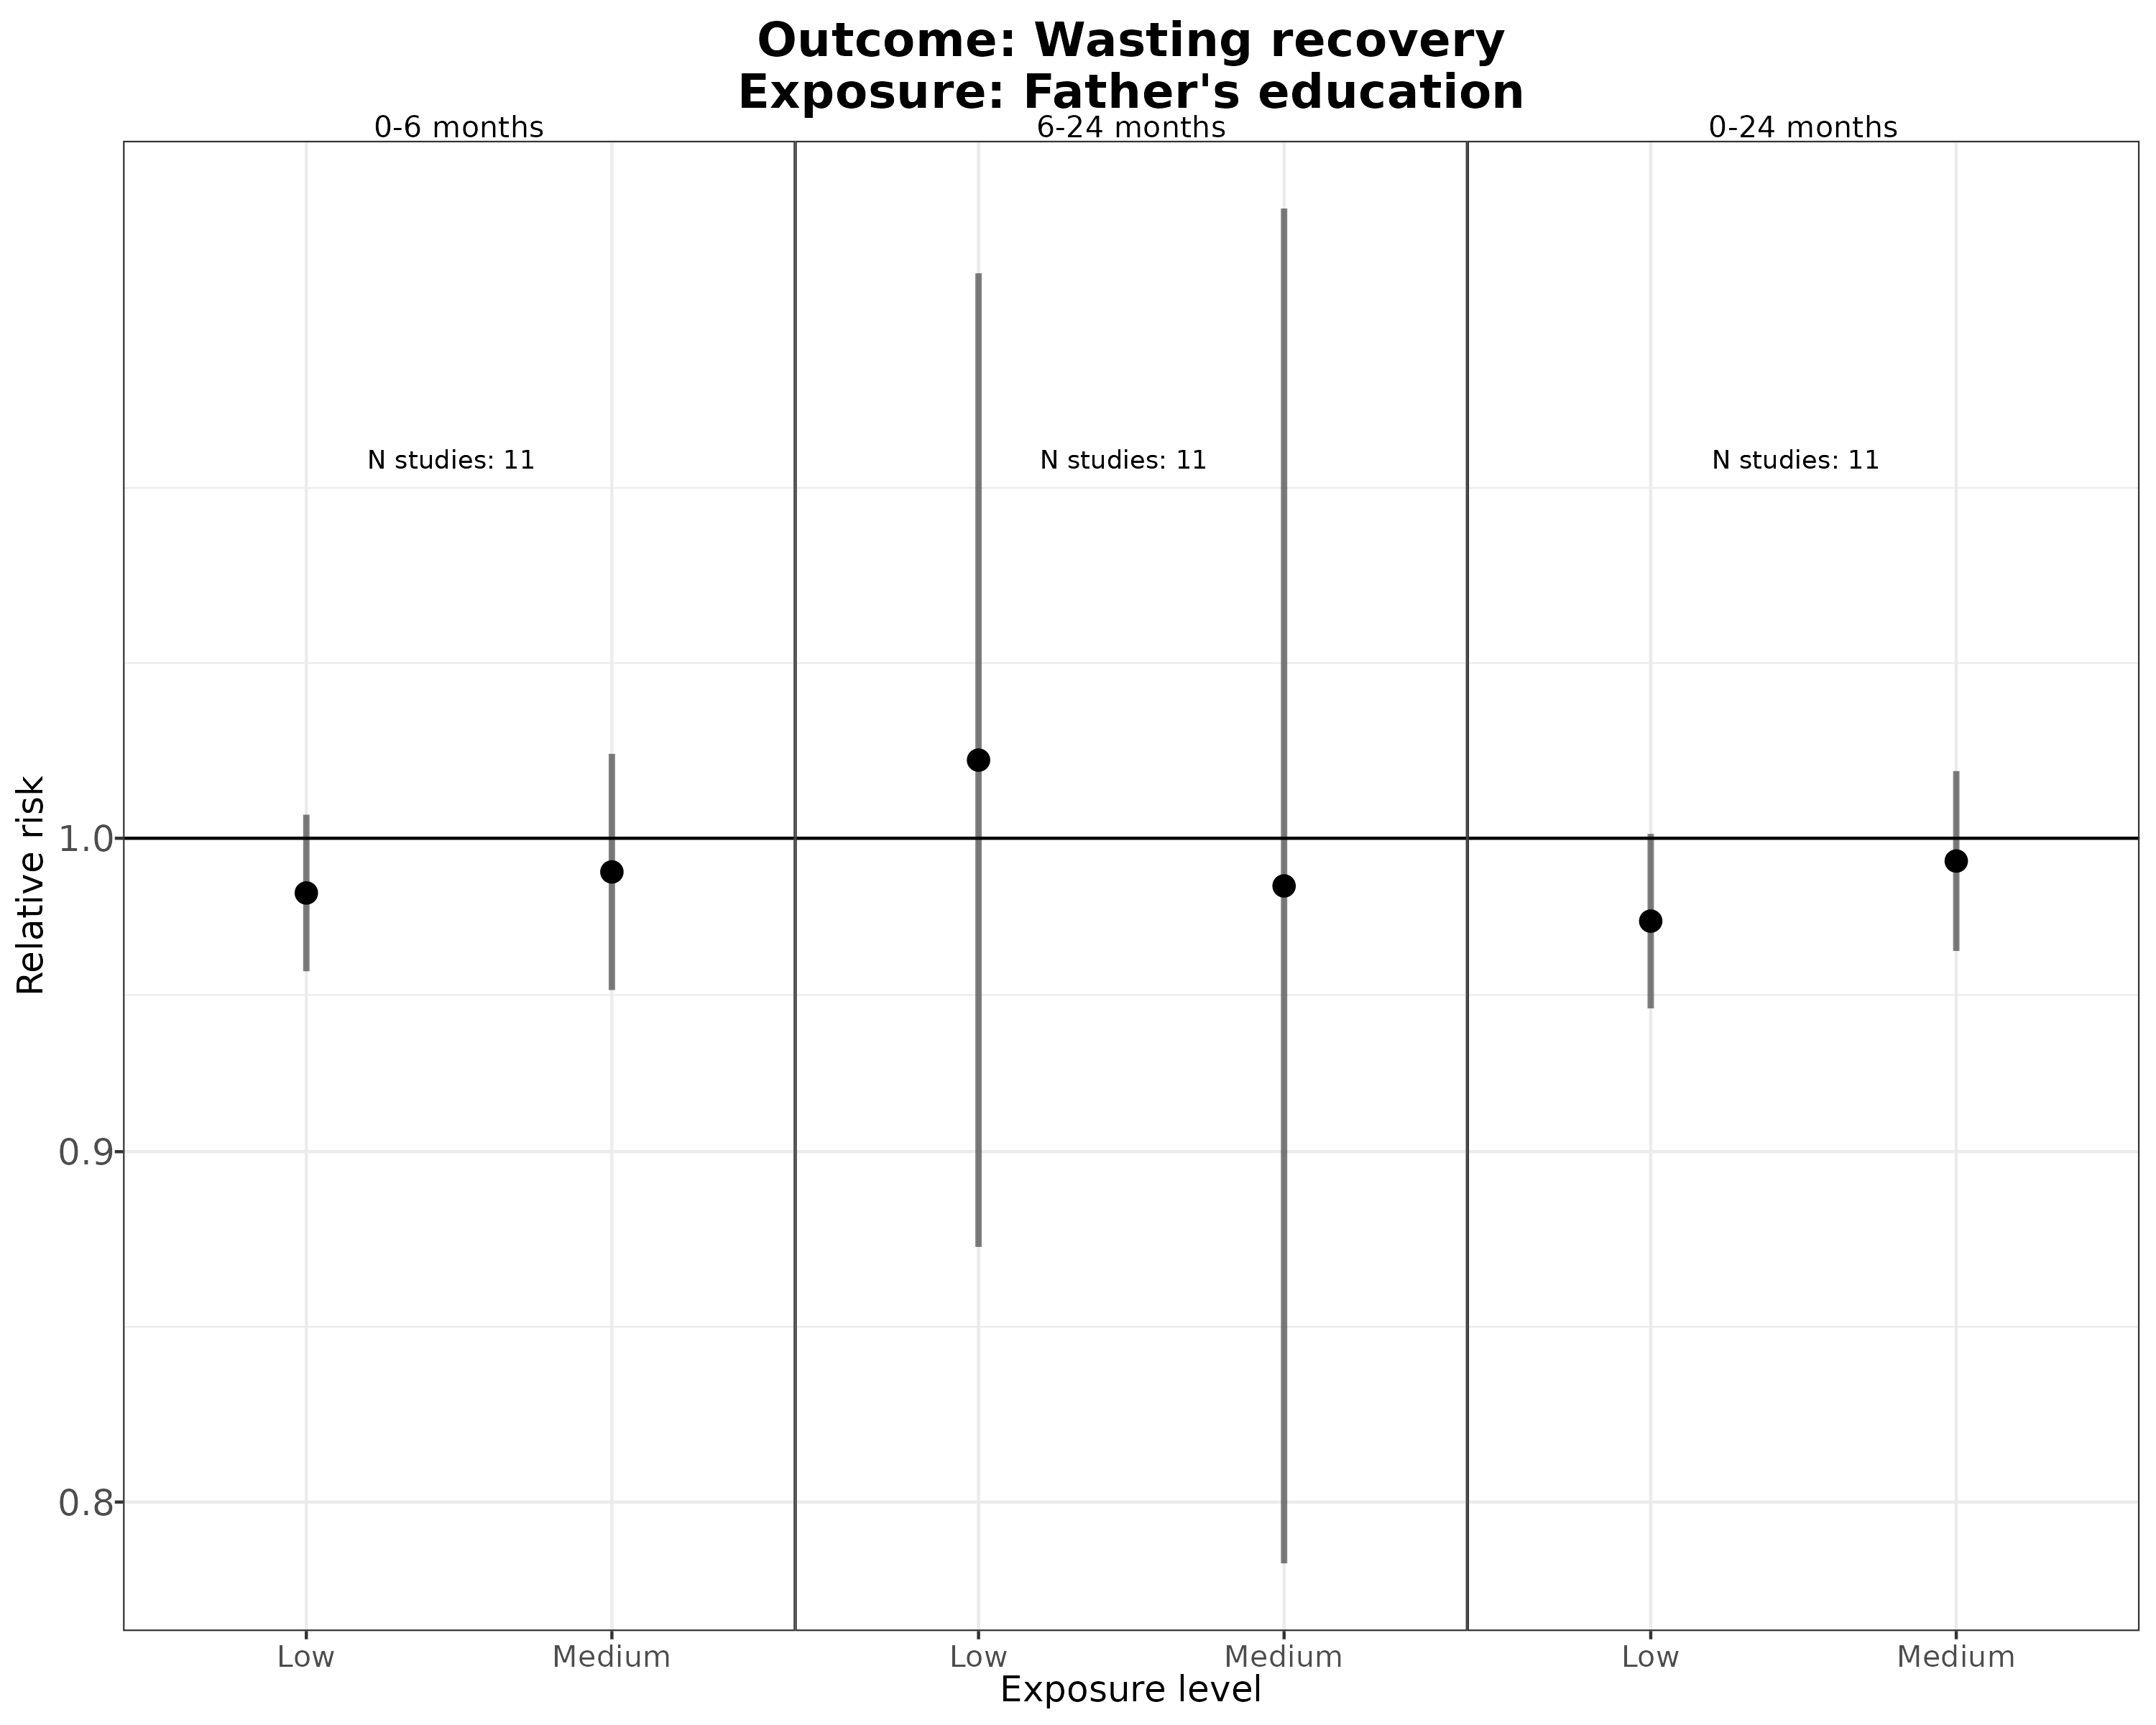 Outcome: Wasting recovery
Exposure: Father's education
0-6 months
6-24 months
0-24 months
N studies: 11
N studies: 11
N studies: 11
Relative risk
1.0
0.9
0.8
Low
Medium
Low
Medium
Low
Medium
Exposure level